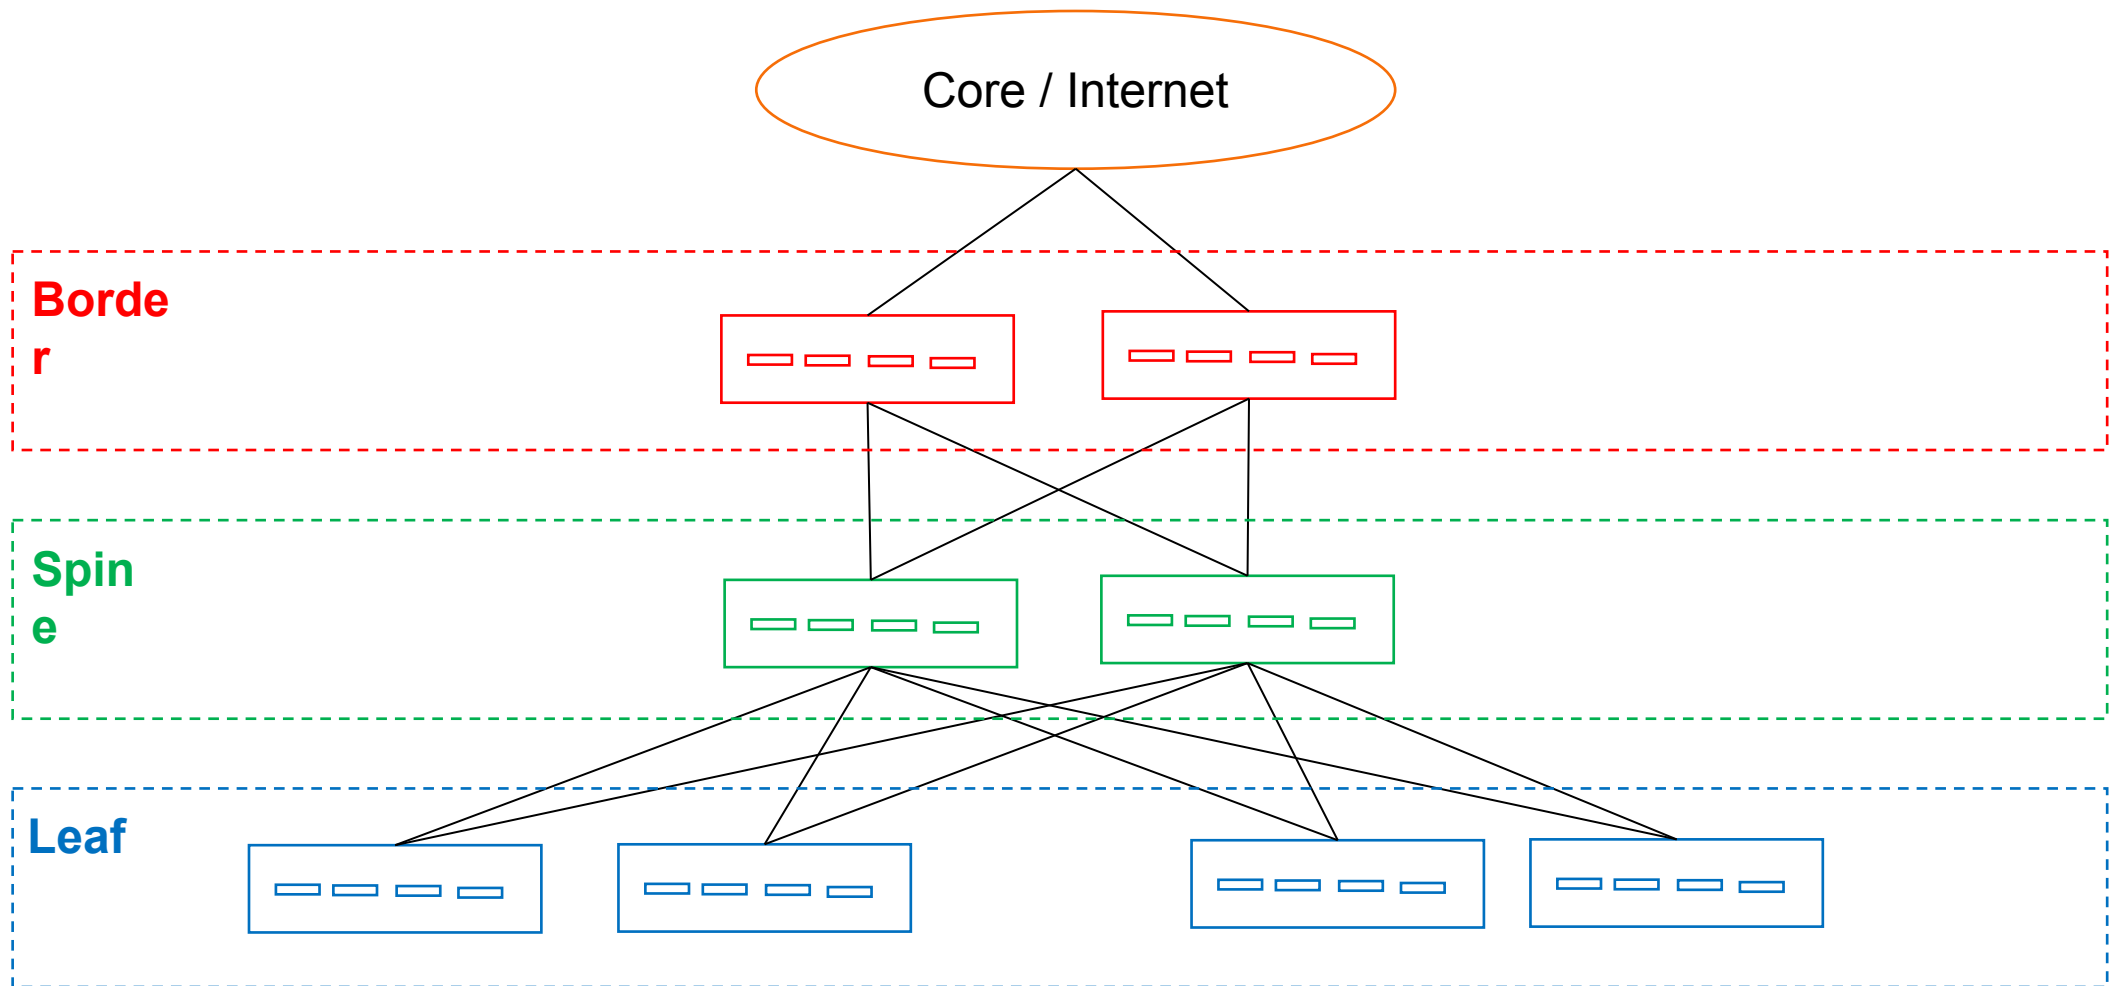 Core / Internet
Borde
r
Spin
e
Leaf